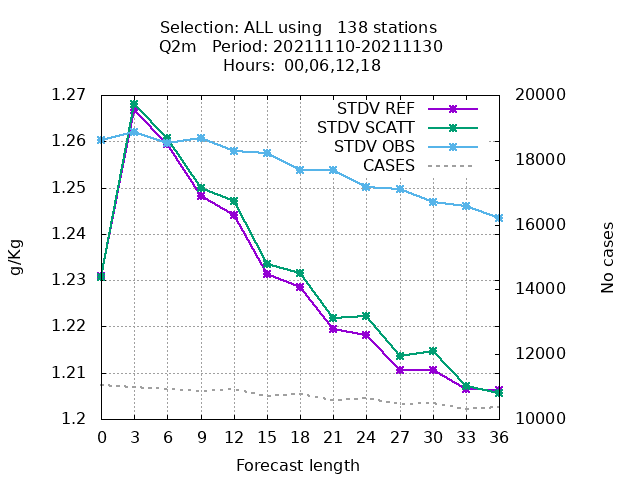 Selection: ALL using   138 stations
Q2m   Period: 20211110-20211130
Hours: 00,06,12,18
STDV REF
STDV SCATT
STDV OBS
CASES
1.27
1.26
1.25
1.24
1.23
1.22
1.21
1.2
20000
18000
16000
14000
12000
10000
g/Kg
No cases
0 3 6 9 12 15 18 21 24 27 30 33 36
Forecast length